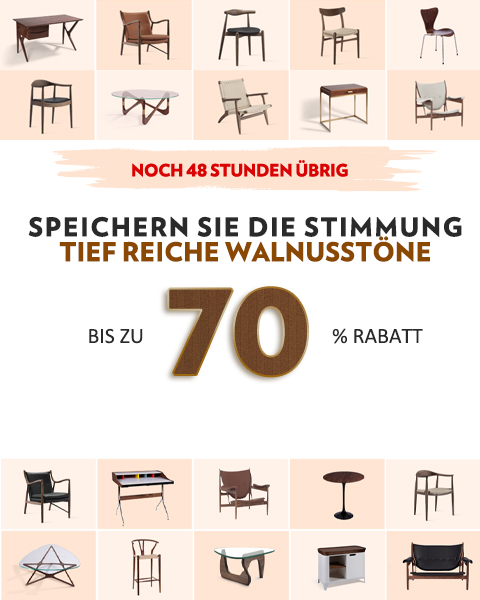 NOCH 48 STUNDEN ÜBRIG
SPEICHERN SIE DIE STIMMUNG
TIEF REICHE WALNUSSTÖNE
BIS ZU 70 % RABATT